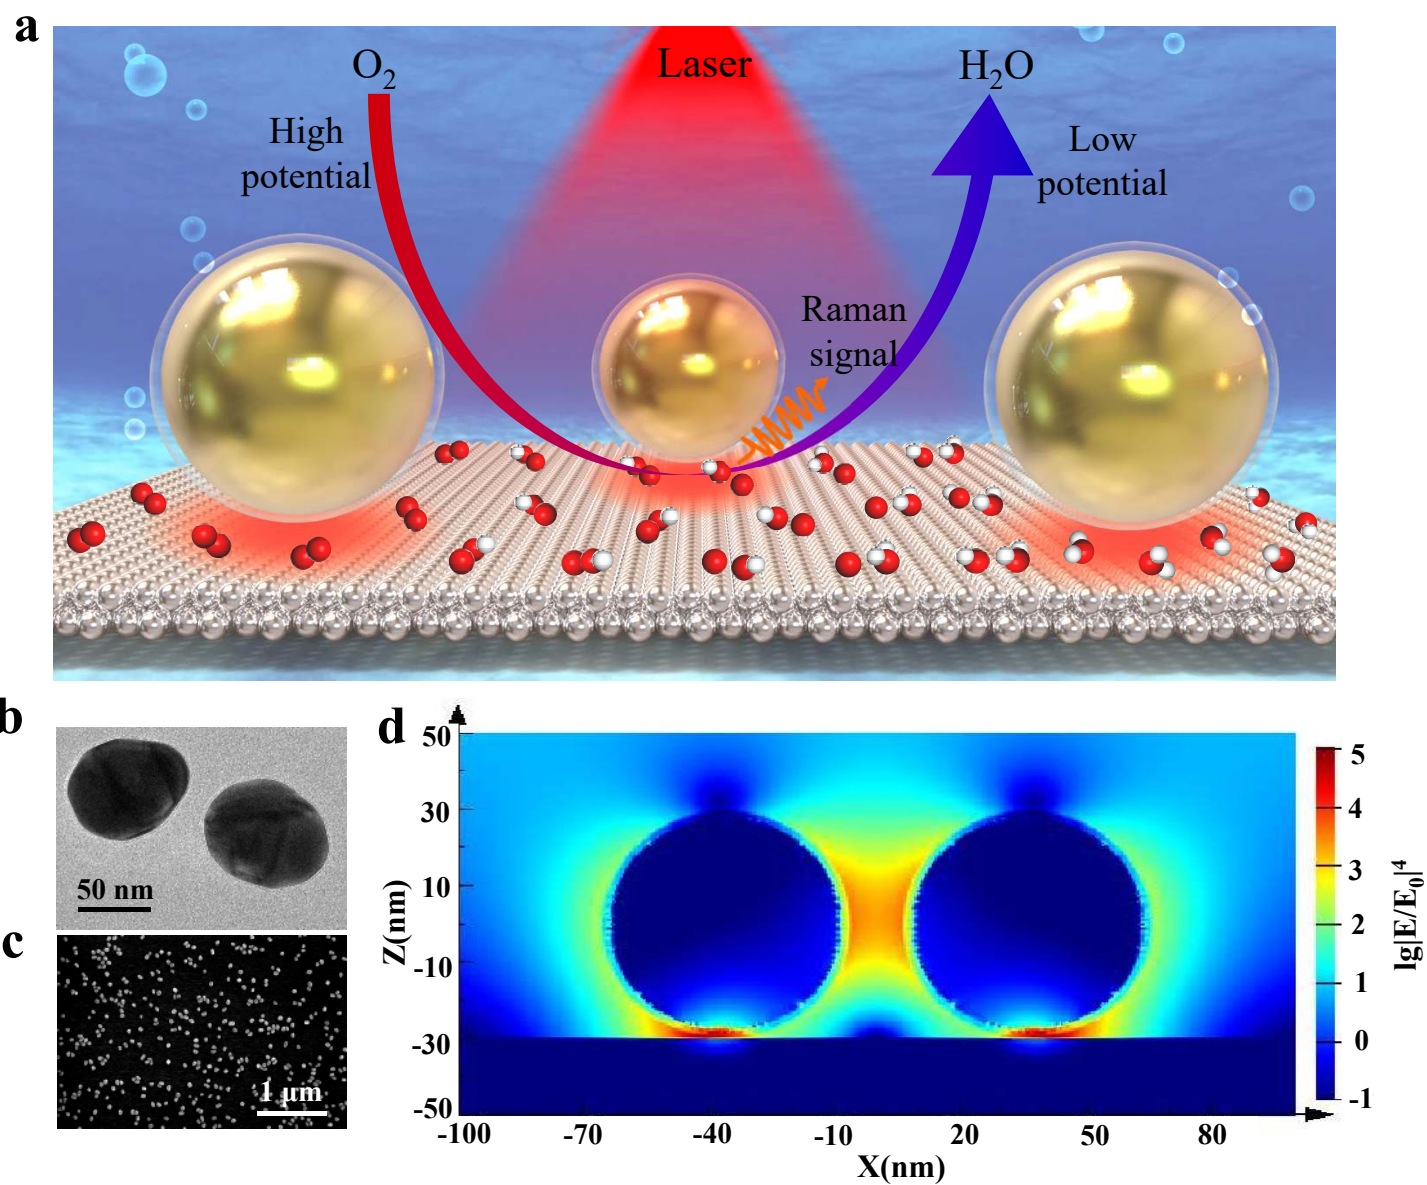 a
O2
Laser
H2O
High
potential
Low
potential
Raman
signal
b
50 nm
c
1 μm
d
50
30
10
-10
-30
-50
Z(nm)
-100
-70
-40
-10
20
50
80
X(nm)
5
4
3
2
1
0
-1
lg|E/E0|4